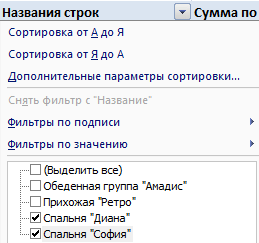 Названия строк Сумма по
Сортировка от А до Я
Сортировка от Я до А
Дополнительные параметры сортировки...
Снять фильтр с "Название"
Фильтры по подписи
Фильтры по значению
(Выделить все)
Обеденная группа "Амадис"
Прихожая "Ретро"
Спальня "Диана"
Спальня "София"